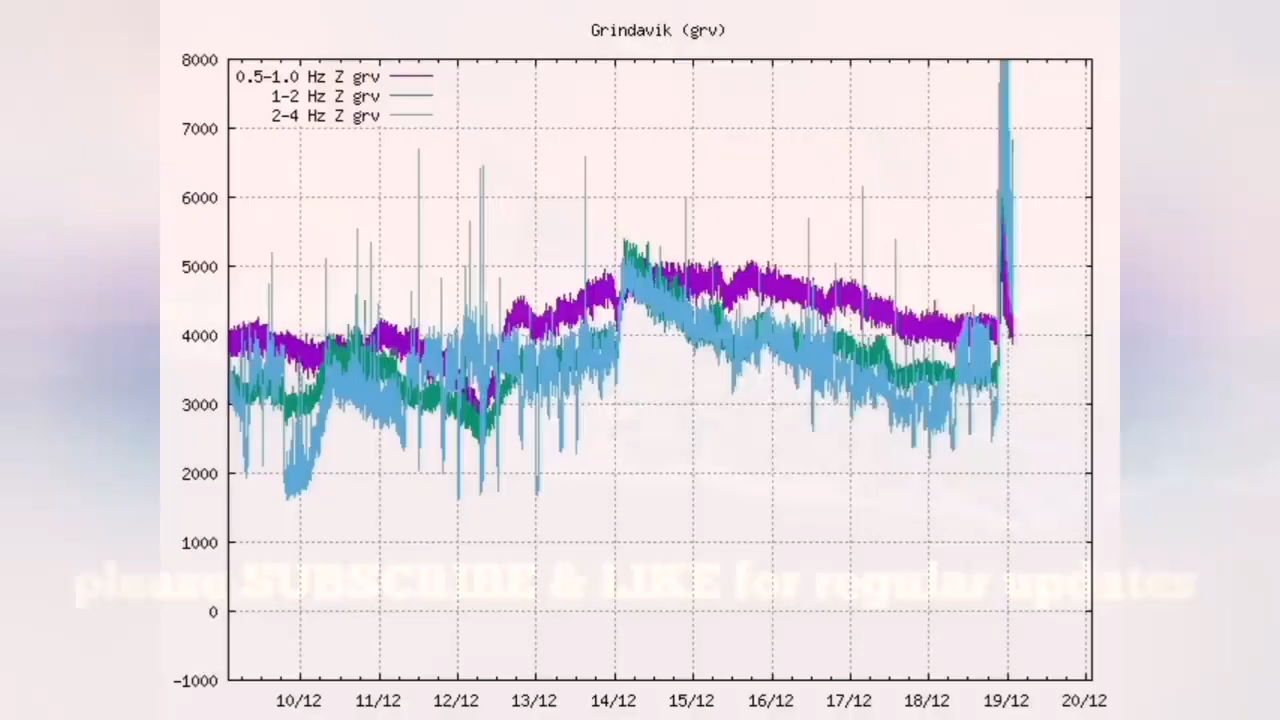 Grindavik (grv)
8000
0.5-1.0 Hz Z grv
1-2 Hz Z grv
2-4 Hz Z grv
7000
6000
5000
4000
3000
2000
1000
please SUBSCRIBE & LIKE for regular updates
0
-1000
10/12 11/12 12/12 13/12 14/12 15/12 16/12 17/12 18/12 19/12 20/12